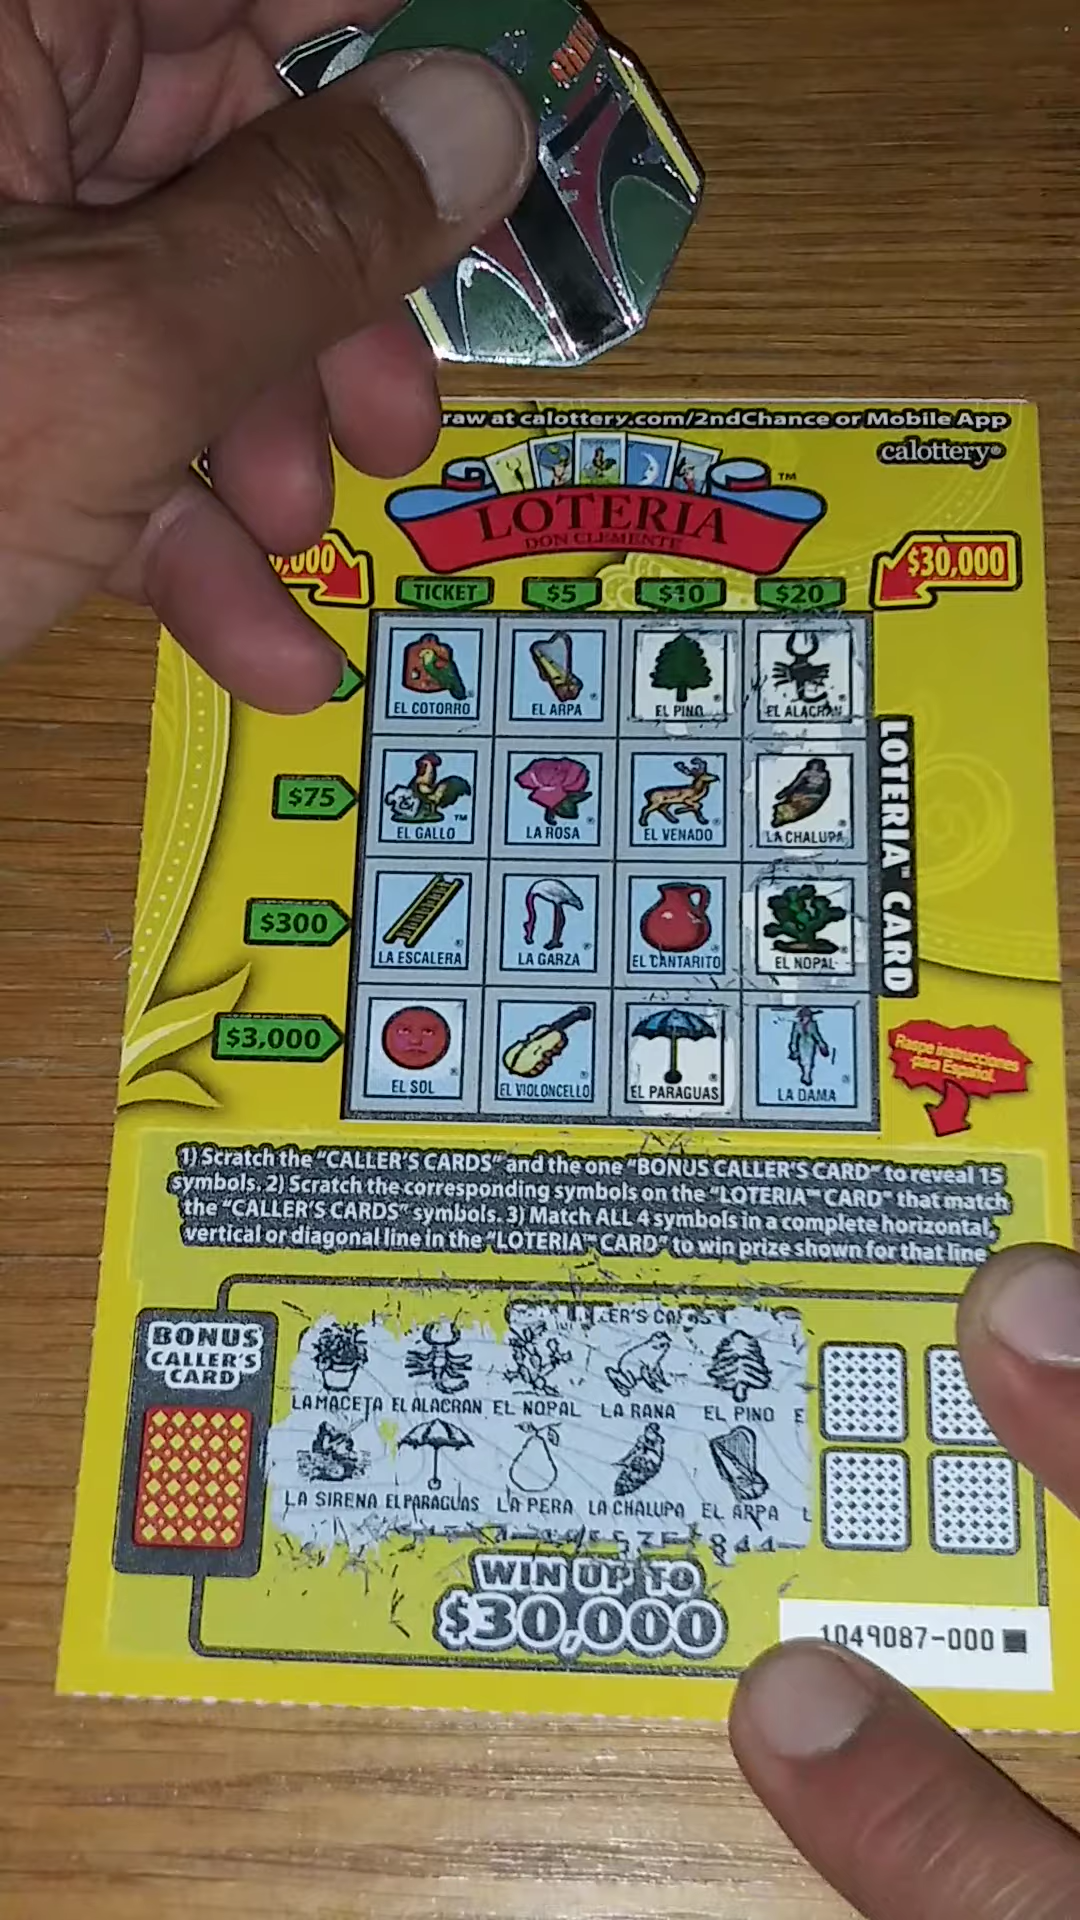 raw at calottery.com/2ndChance or Mobile App
calottery®
LOTERIA™
DON CLEMENTE
$30,000
TICKET $5 $10 $20
EL COTORRO EL ARPA EL PINO EL ALACRAN
$75
EL GALLO LA ROSA EL VENADO LA CHALUPA
$300
LA ESCALERA LA GARZA EL CANTARITO EL NOPAL
$3,000
EL SOL EL VIOLONCELLO EL PARAGUAS LA DAMA
LOTERIA™ CARD
Raspe instrucciones
para Español.
1) Scratch the "CALLER'S CARDS" and the one "BONUS CALLER'S CARD" to reveal 15
symbols. 2) Scratch the corresponding symbols on the "LOTERIA™ CARD" that match
the "CALLER'S CARDS" symbols. 3) Match ALL 4 symbols in a complete horizontal,
vertical or diagonal line in the "LOTERIA™ CARD" to win prize shown for that line.
BONUS
CALLER'S
CARD
LA MACETA EL ALACRAN EL NOPAL LA RANA EL PINO E
LA SIRENA EL PARAGUAS LA PERA LA CHALUPA EL ARPA L
WIN UP TO
$30,000
1049087-000